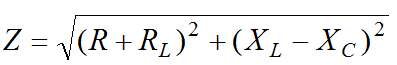 Z = √((R + R_L)² + (X_L − X_C)²)